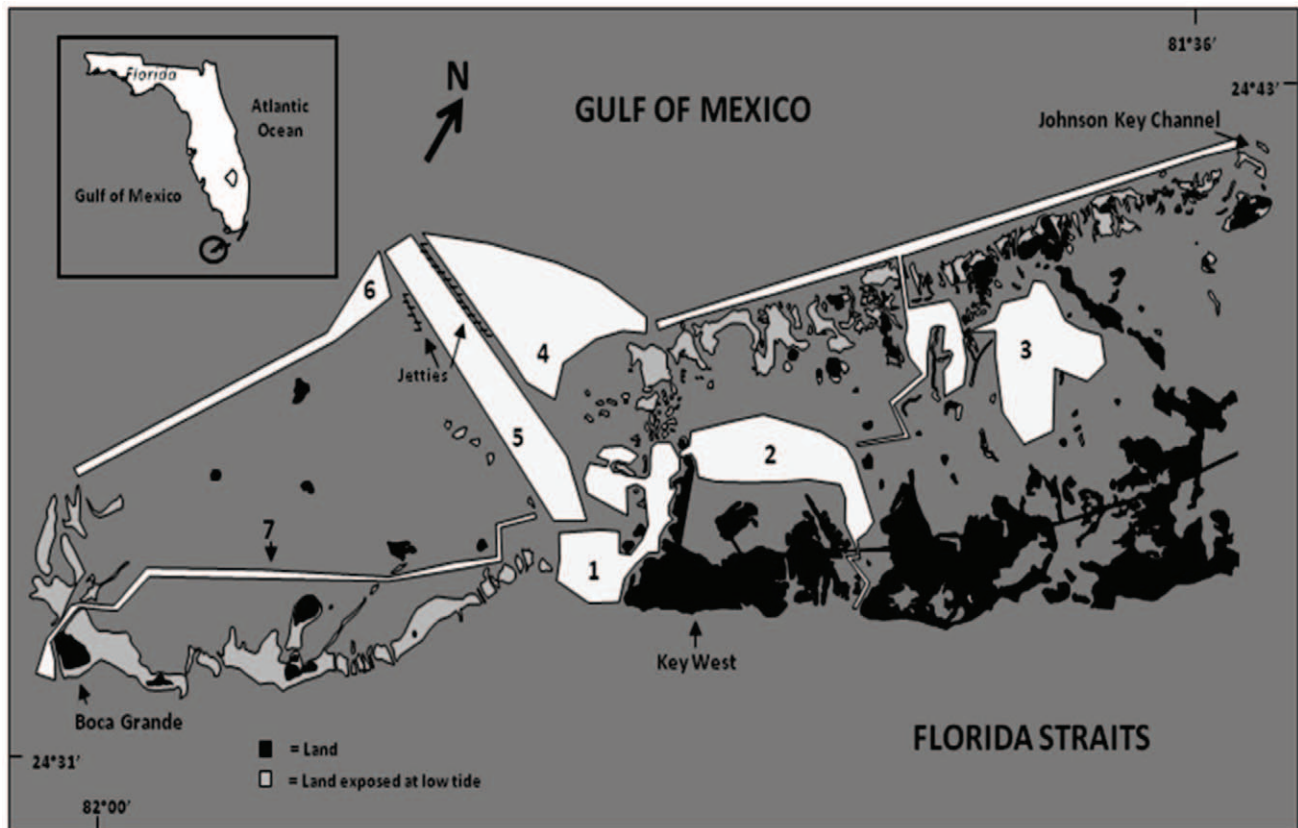 81°36'
24°43'
Florida
Atlantic
Ocean
Gulf of Mexico
N
GULF OF MEXICO
Johnson Key Channel
6
4
3
Jetties
5
2
7
1
Key West
Boca Grande
= Land
= Land exposed at low tide
FLORIDA STRAITS
24°31'
82°00'